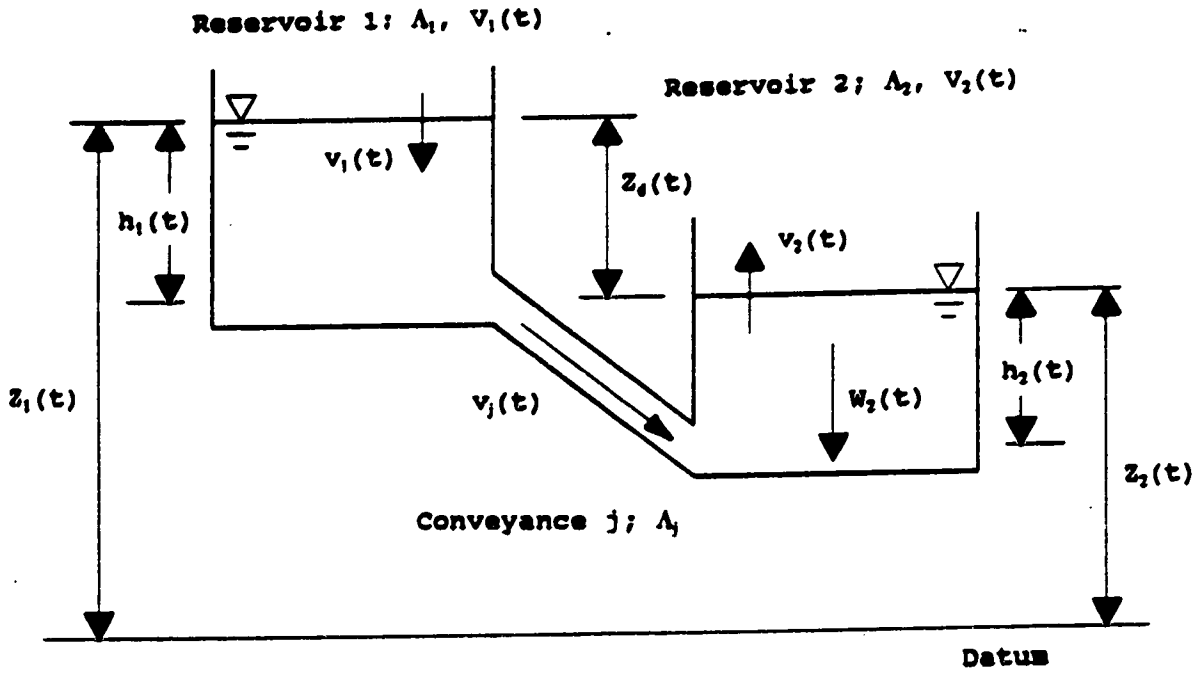 Reservoir 1; A₁, V₁(t)
Reservoir 2; A₂, V₂(t)
v₁(t)
Z_d(t)
h₁(t)
v₂(t)
Z₁(t)
v_j(t)
W₂(t)
h₂(t)
Z₂(t)
Conveyance j; A_j
Datum